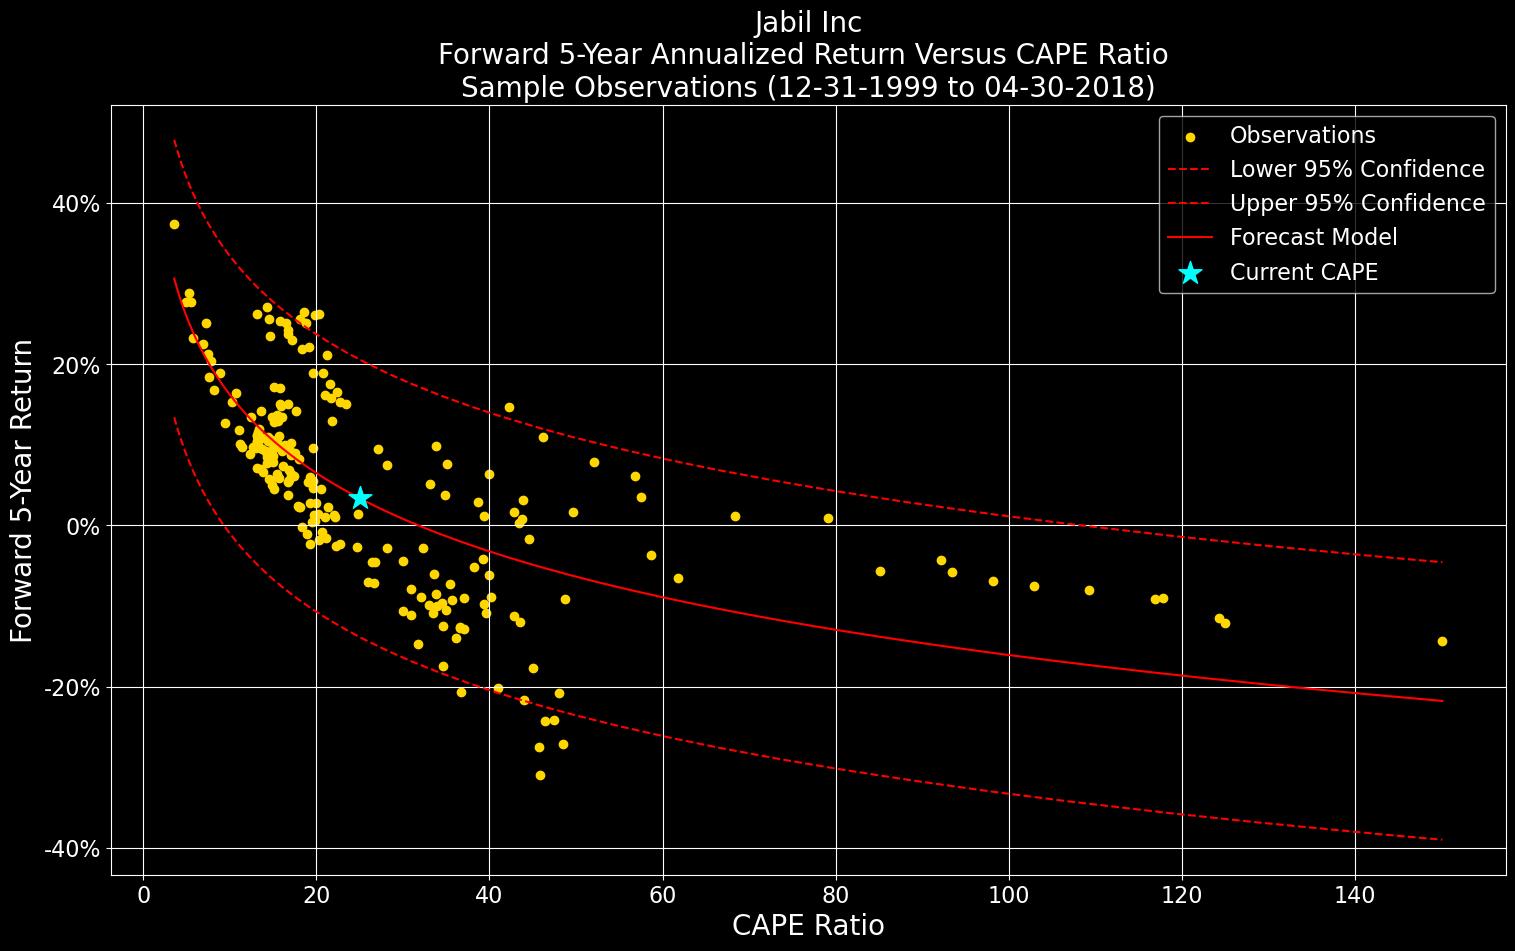 Jabil Inc
Forward 5-Year Annualized Return Versus CAPE Ratio
Sample Observations (12-31-1999 to 04-30-2018)
Observations
Lower 95% Confidence
Upper 95% Confidence
Forecast Model
Current CAPE
Forward 5-Year Return
40%
20%
0%
-20%
-40%
0 20 40 60 80 100 120 140
CAPE Ratio